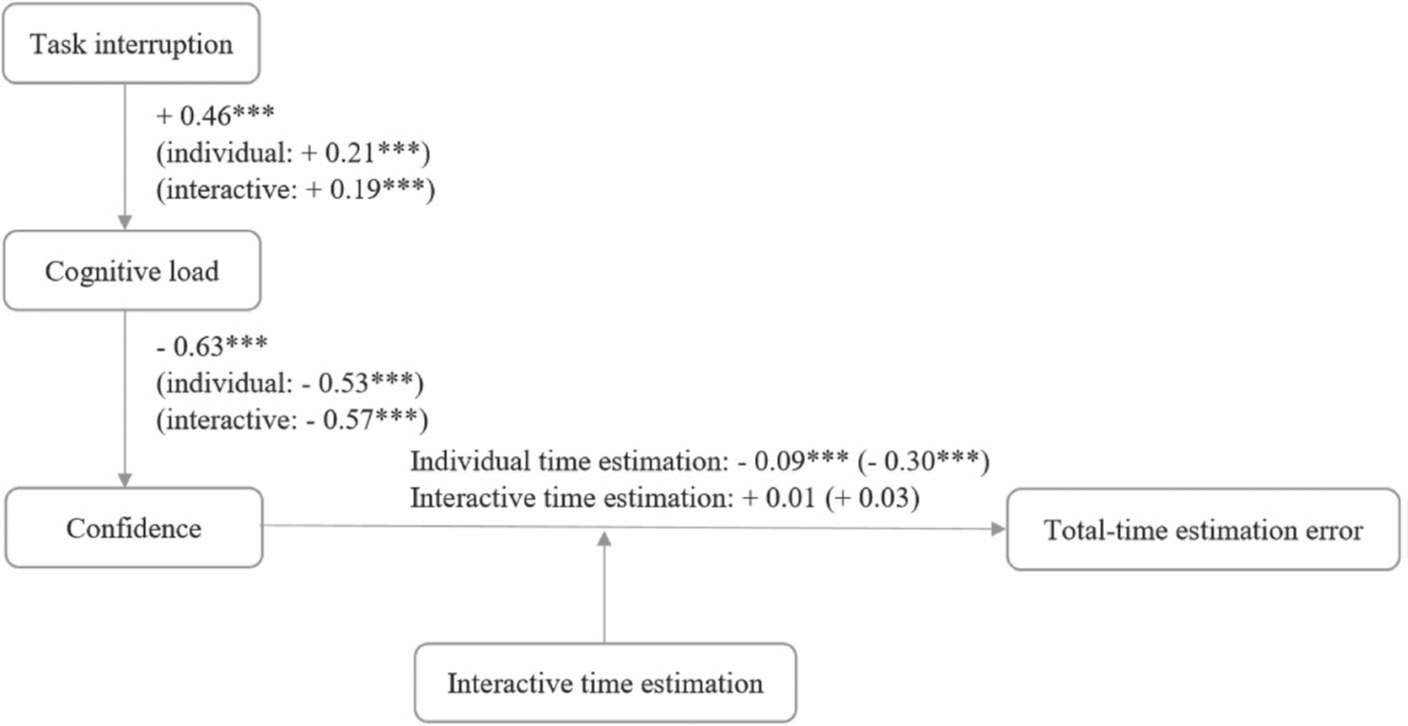 Task interruption
+ 0.46***
(individual: + 0.21***)
(interactive: + 0.19***)
Cognitive load
- 0.63***
(individual: - 0.53***)
(interactive: - 0.57***)
Individual time estimation: - 0.09*** (- 0.30***)
Interactive time estimation: + 0.01 (+ 0.03)
Confidence
Total-time estimation error
Interactive time estimation